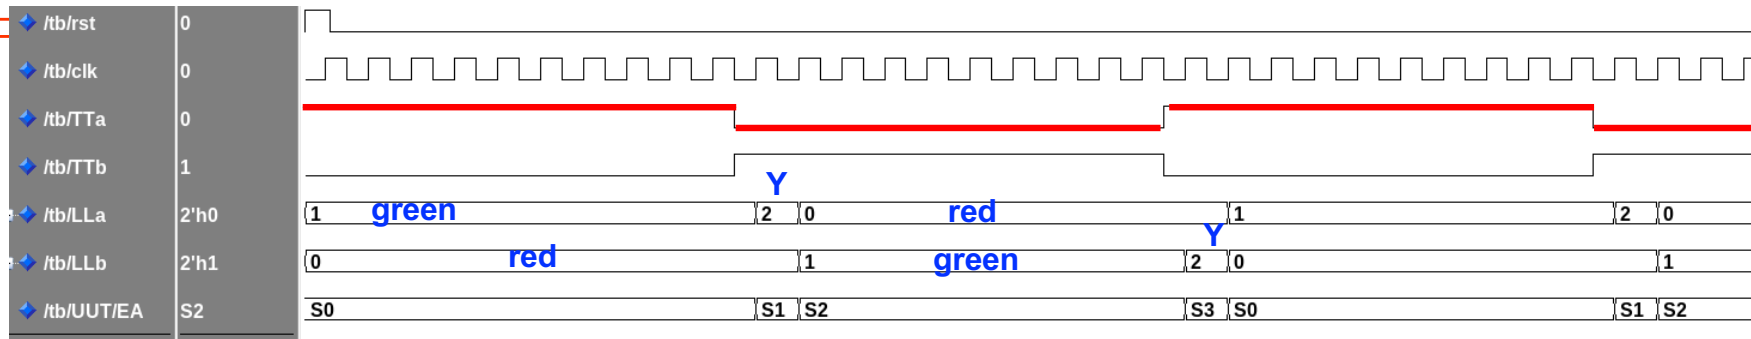 /tb/rst 0
/tb/clk 0
/tb/TTa 0
/tb/TTb 1
Y
/tb/LLa 2'h0 1 green 2 0 red 1 2 0
Y
/tb/LLb 2'h1 0 red 1 green 2 0 1
/tb/UUT/EA S2 S0 S1 S2 S3 S0 S1 S2